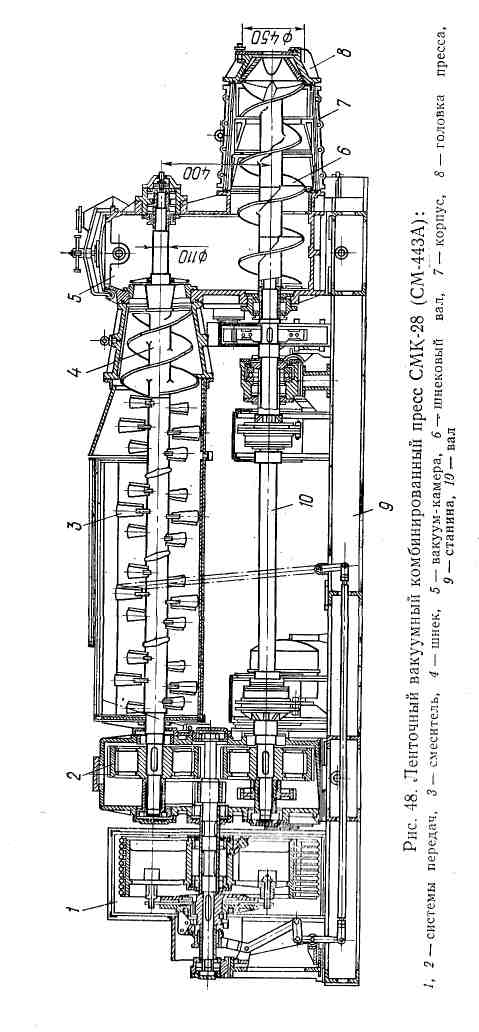 1
2
3
4
5
6
7
8
9
10
ф110
400
ф450
Рис. 48. Ленточный вакуумный комбинированный пресс СМК-28 (СМ-443А):
1, 2 — системы передач, 3 — смеситель, 4 — шнек, 5 — вакуум-камера, 6 — шнековый вал, 7 — корпус, 8 — головка пресса,
9 — станина, 10 — вал